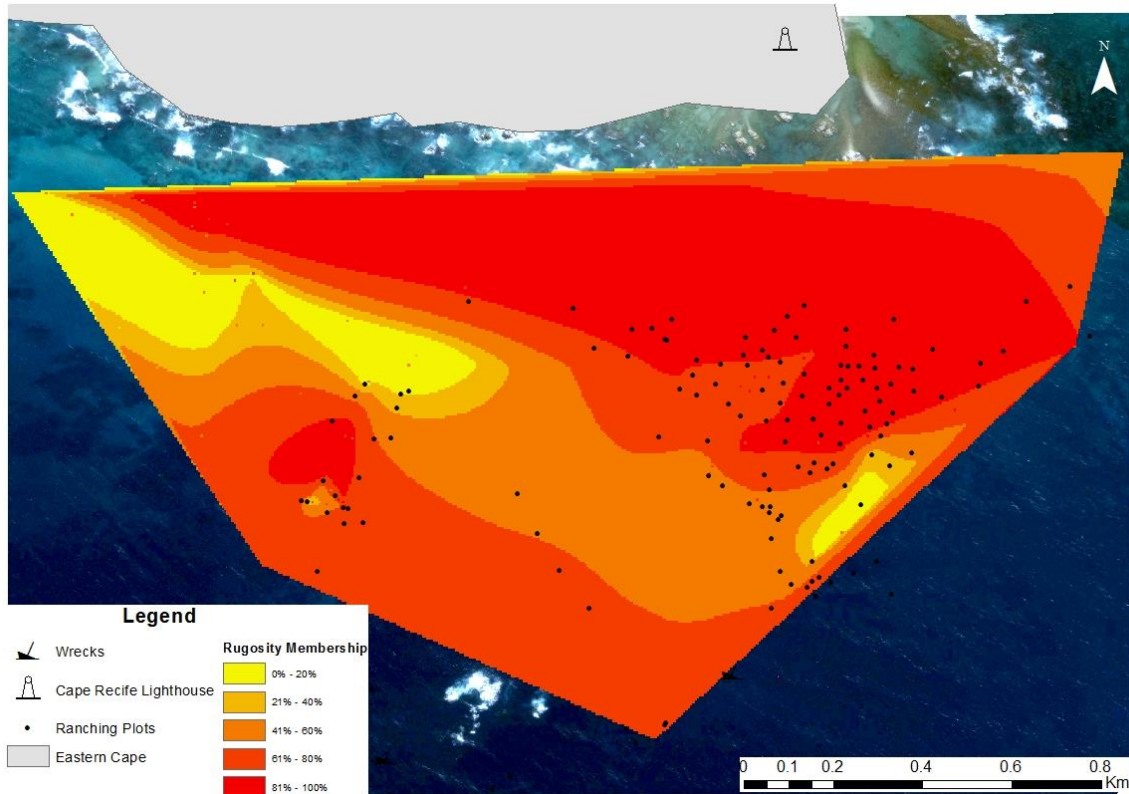 N
Legend
Wrecks
Cape Recife Lighthouse
Ranching Plots
Eastern Cape
Rugosity Membership
0% - 20%
21% - 40%
41% - 60%
61% - 80%
81% - 100%
0 0.1 0.2 0.4 0.6 0.8
Km